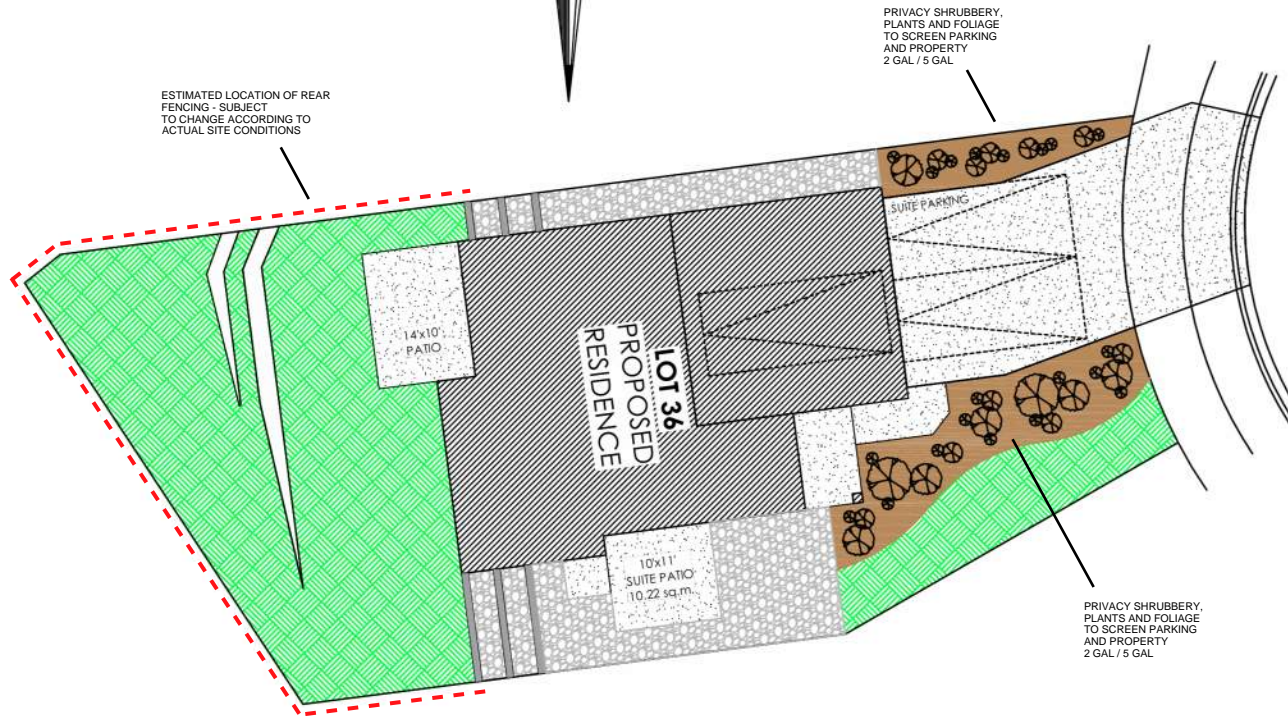 PRIVACY SHRUBBERY,
PLANTS AND FOLIAGE
TO SCREEN PARKING
AND PROPERTY
2 GAL / 5 GAL
ESTIMATED LOCATION OF REAR
FENCING - SUBJECT
TO CHANGE ACCORDING TO
ACTUAL SITE CONDITIONS
SUITE PARKING
14'x10'
PATIO
LOT 36
PROPOSED
RESIDENCE
10'x11'
SUITE PATIO
10.22 sq.m.
PRIVACY SHRUBBERY,
PLANTS AND FOLIAGE
TO SCREEN PARKING
AND PROPERTY
2 GAL / 5 GAL